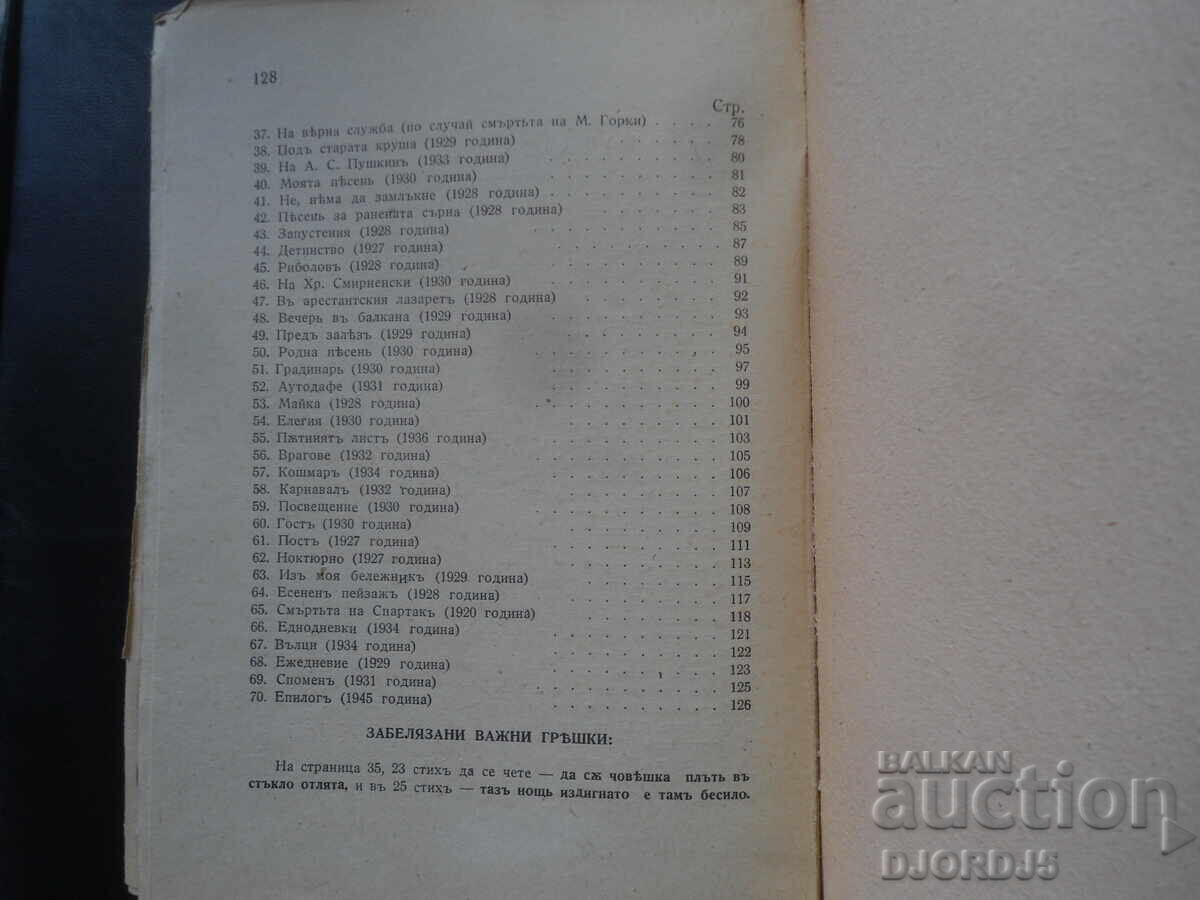 128
Стр.
37. На вѣрна служба (по случай смъртьта на М. Горки) . . . . 76
38. Подъ старата круша (1929 година) . . . . . . . . . 78
39. На А. С. Пушкинъ (1933 година) . . . . . . . . . 80
40. Моята пѣсень (1930 година) . . . . . . . . . 81
41. Не, нѣма да замлъкне (1928 година) . . . . . . . . . 82
42. Пѣсень за ранената сърна (1928 година) . . . . . . . . 83
43. Запустения (1928 година) . . . . . . . . . . 85
44. Детинство (1927 година) . . . . . . . . . 87
45. Риболовъ (1928 година) . . . . . . . . . 89
46. На Хр. Смирненски (1930 година) . . . . . . . . . 91
47. Въ арестантския лазаретъ (1928 година) . . . . . . . . 92
48. Вечерь въ балкана (1929 година) . . . . . . . . . 93
49. Предъ залѣзъ (1929 година) . . . . . . . . . 94
50. Родна пѣсень (1930 година) . . . . . . . . . . 95
51. Градинарь (1930 година) . . . . . . . . . 97
52. Аутодафе (1931 година) . . . . . . . . . 99
53. Майка (1928 година) . . . . . . . . . . 100
54. Елегия (1930 година) . . . . . . . . . 101
55. Пѫтниятъ листъ (1936 година) . . . . . . . . . 103
56. Врагове (1932 година) . . . . . . . . . . 105
57. Кошмаръ (1934 година) . . . . . . . . . 106
58. Карнавалъ (1932 година) . . . . . . . . . 107
59. Посвещение (1930 година) . . . . . . . . . . 108
60. Гостъ (1930 година) . . . . . . . . . 109
61. Постъ (1927 година) . . . . . . . . . 111
62. Ноктюрно (1927 година) . . . . . . . . . 113
63. Изъ моя бележникъ (1929 година) . . . . . . . . 115
64. Есененъ пейзажъ (1928 година) . . . . . . . . 117
65. Смъртьта на Спартакъ (1920 година) . . . . . . . . 118
66. Еднодневки (1934 година) . . . . . . . . . 121
67. Вълци (1934 година) . . . . . . . . . 122
68. Ежедневие (1929 година) . . . . . . . . . 123
69. Споменъ (1931 година) . . . . . . . . . . 125
70. Епилогъ (1945 година) . . . . . . . . . 126
ЗАБЕЛЯЗАНИ ВАЖНИ ГРѢШКИ:
На страница 35, 23 стихъ да се чете — да сѫ човѣшка плъть въ
стъкло отлята, и въ 25 стихъ — тазъ нощь издигнато е тамъ бесило.
BALKAN
auction
DJORDJ5